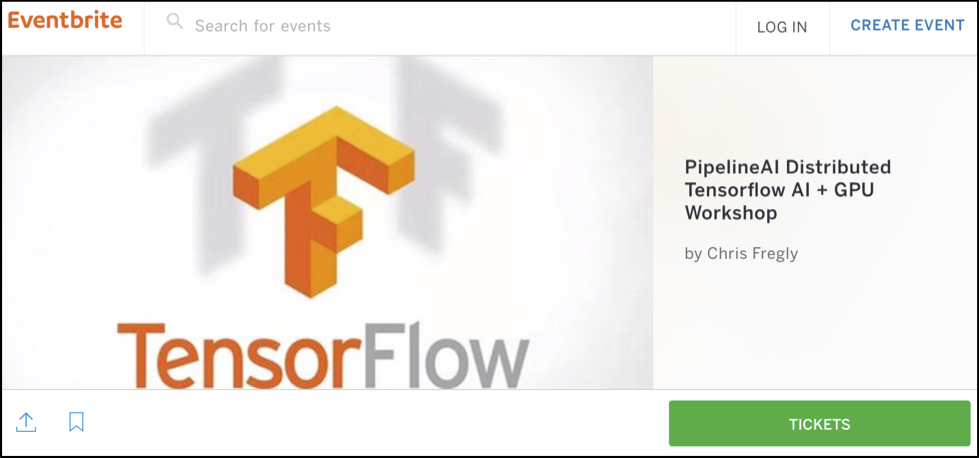 Eventbrite
Search for events
LOG IN
CREATE EVENT
TensorFlow
PipelineAI Distributed
Tensorflow AI + GPU
Workshop
by Chris Fregly
TICKETS